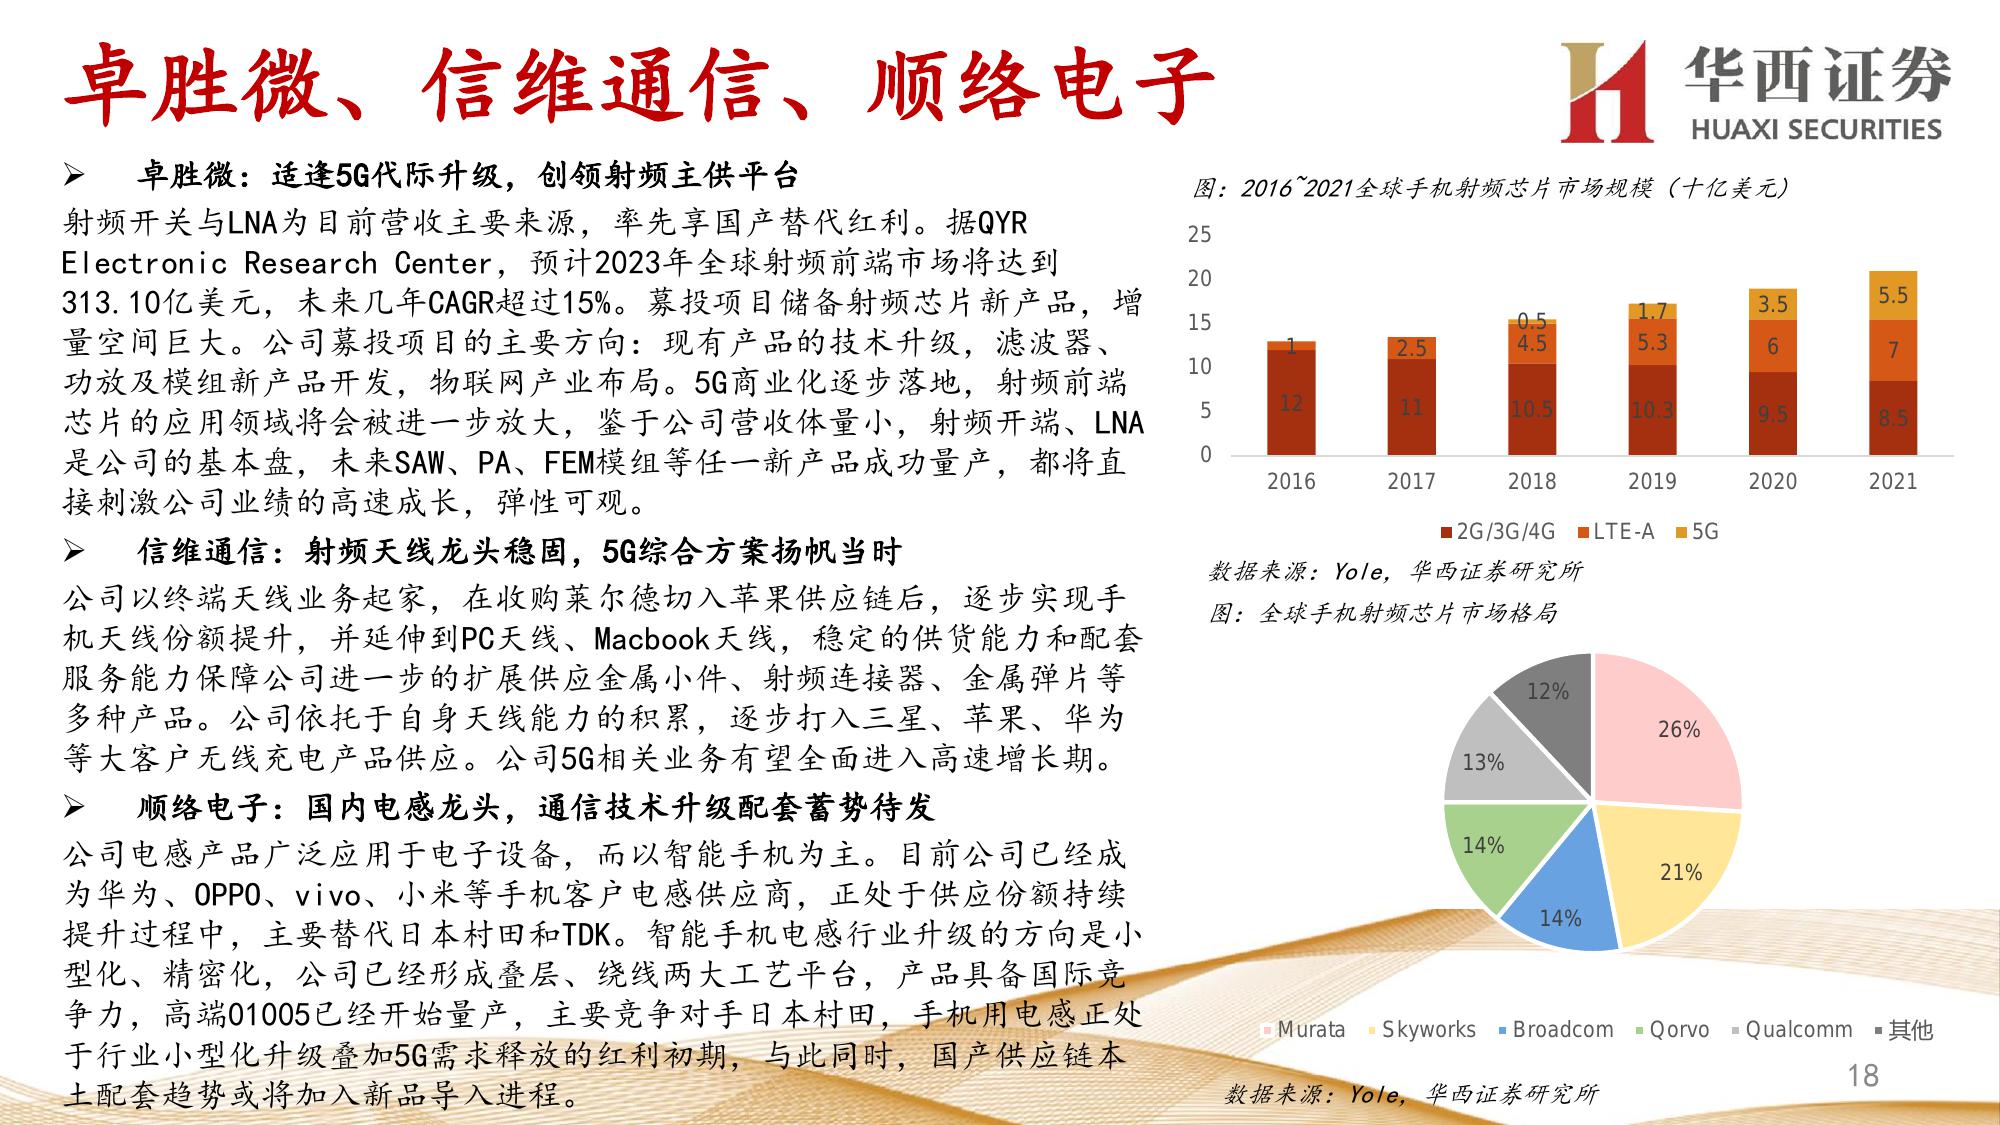 卓胜微、信维通信、顺络电子
华西证券
HUAXI SECURITIES
➢ 卓胜微：适逢5G代际升级，创领射频主供平台
射频开关与LNA为目前营收主要来源，率先享国产替代红利。据QYR
Electronic Research Center，预计2023年全球射频前端市场将达到
313.10亿美元，未来几年CAGR超过15%。募投项目储备射频芯片新产品，增
量空间巨大。公司募投项目的主要方向：现有产品的技术升级，滤波器、
功放及模组新产品开发，物联网产业布局。5G商业化逐步落地，射频前端
芯片的应用领域将会被进一步放大，鉴于公司营收体量小，射频开端、LNA
是公司的基本盘，未来SAW、PA、FEM模组等任一新产品成功量产，都将直
接刺激公司业绩的高速成长，弹性可观。
➢ 信维通信：射频天线龙头稳固，5G综合方案扬帆当时
公司以终端天线业务起家，在收购莱尔德切入苹果供应链后，逐步实现手
机天线份额提升，并延伸到PC天线、Macbook天线，稳定的供货能力和配套
服务能力保障公司进一步的扩展供应金属小件、射频连接器、金属弹片等
多种产品。公司依托于自身天线能力的积累，逐步打入三星、苹果、华为
等大客户无线充电产品供应。公司5G相关业务有望全面进入高速增长期。
➢ 顺络电子：国内电感龙头，通信技术升级配套蓄势待发
公司电感产品广泛应用于电子设备，而以智能手机为主。目前公司已经成
为华为、OPPO、vivo、小米等手机客户电感供应商，正处于供应份额持续
提升过程中，主要替代日本村田和TDK。智能手机电感行业升级的方向是小
型化、精密化，公司已经形成叠层、绕线两大工艺平台，产品具备国际竞
争力，高端01005已经开始量产，主要竞争对手日本村田，手机用电感正处
于行业小型化升级叠加5G需求释放的红利初期，与此同时，国产供应链本
土配套趋势或将加入新品导入进程。
图：2016~2021全球手机射频芯片市场规模（十亿美元）
25
20
15
10
5
0
1
12
2.5
11
0.5
4.5
10.5
1.7
5.3
10.3
3.5
6
9.5
5.5
7
8.5
2016 2017 2018 2019 2020 2021
2G/3G/4G LTE-A 5G
数据来源：Yole，华西证券研究所
图：全球手机射频芯片市场格局
12%
26%
13%
14%
21%
14%
Murata Skyworks Broadcom Qorvo Qualcomm 其他
数据来源：Yole，华西证券研究所
18